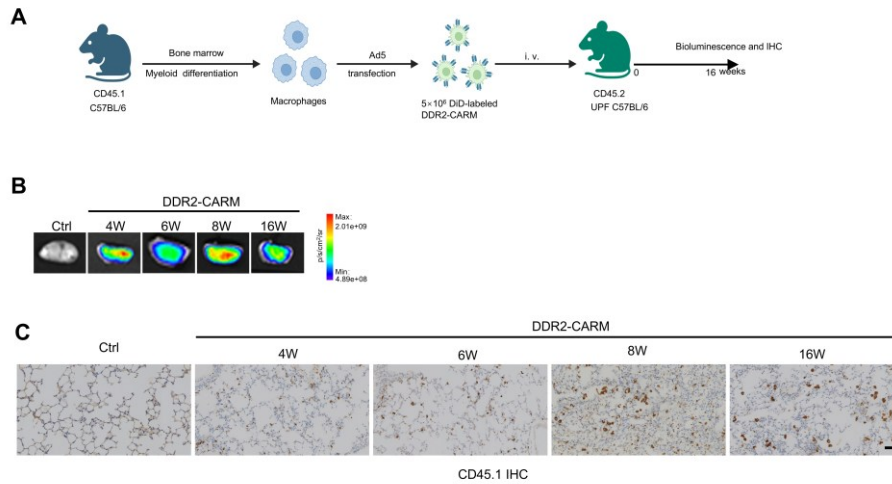 A
Bone marrow
Myeloid differentiation
Ad5
transfection
i. v.
Bioluminescence and IHC
0
16 weeks
CD45.1
C57BL/6
Macrophages
5×10⁶ DiD-labeled
DDR2-CARM
CD45.2
UPF C57BL/6
B
DDR2-CARM
Ctrl 4W 6W 8W 16W
Max:
2.01e+09
p/s/cm²/sr
Min:
4.89e+08
C
DDR2-CARM
Ctrl 4W 6W 8W 16W
CD45.1 IHC